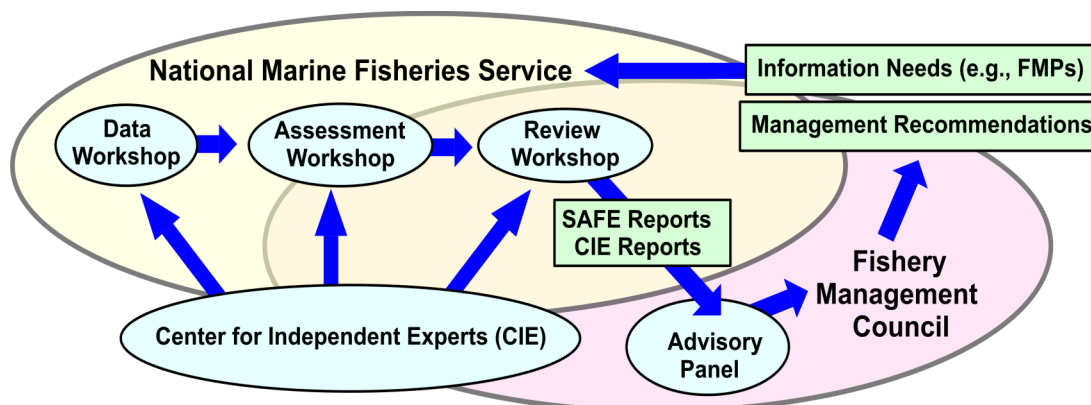 National Marine Fisheries Service
Information Needs (e.g., FMPs)
Management Recommendations
Data
Workshop
Assessment
Workshop
Review
Workshop
SAFE Reports
CIE Reports
Fishery
Management
Council
Center for Independent Experts (CIE)
Advisory
Panel